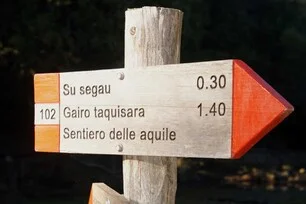 102
Su segau 0.30
Gairo taquisara 1.40
Sentiero delle aquile